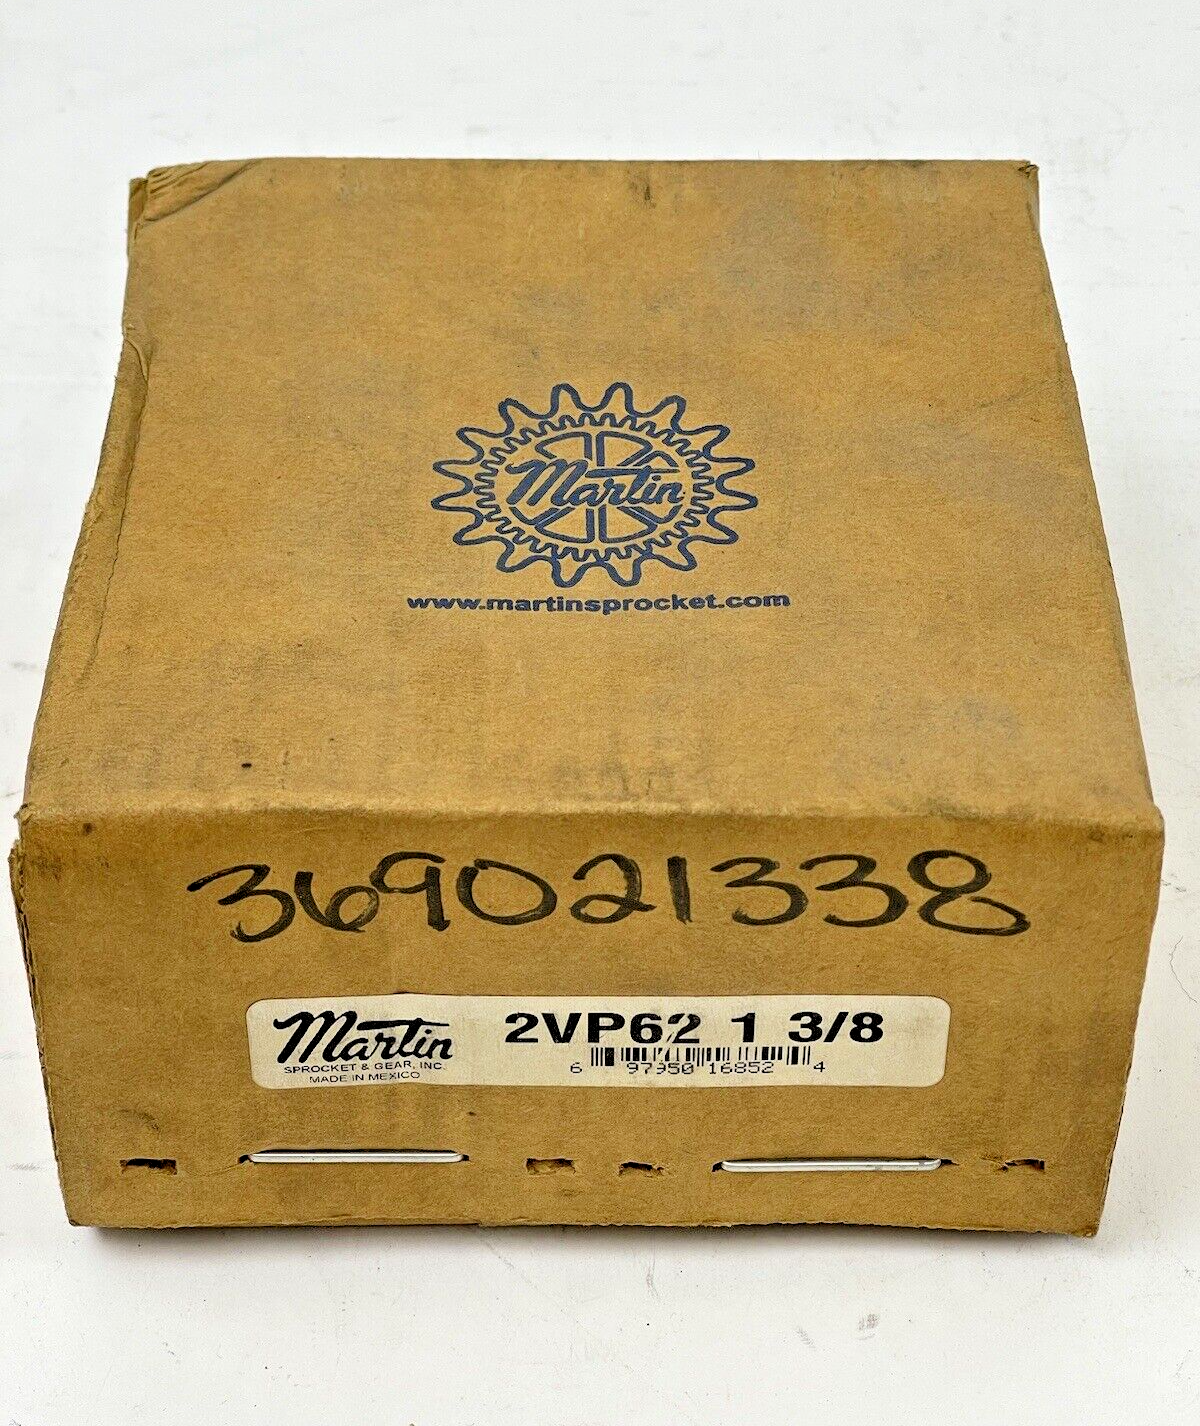 Martin
www.martinsprocket.com
369021338
Martin
SPROCKET & GEAR, INC.
MADE IN MEXICO
2VP62 1 3/8
6 97950 16852 4